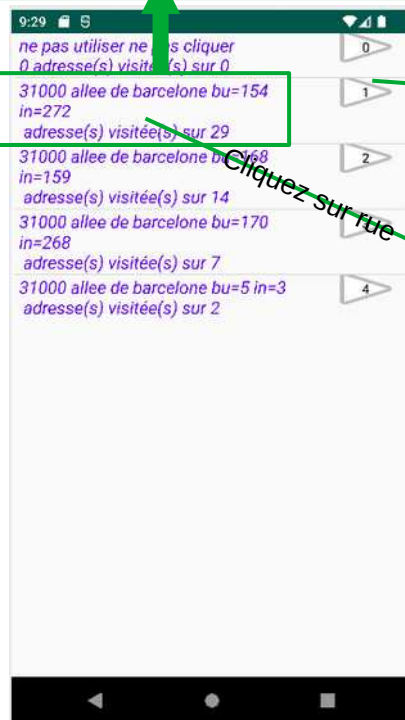 9:29
ne pas utiliser ne pas cliquer
0 adresse(s) visitée(s) sur 0
0
31000 allee de barcelone bu=154
in=272
adresse(s) visitée(s) sur 29
1
31000 allee de barcelone bu=168
in=159
adresse(s) visitée(s) sur 14
2
Cliquez sur rue
31000 allee de barcelone bu=170
in=268
adresse(s) visitée(s) sur 7
31000 allee de barcelone bu=5 in=3
adresse(s) visitée(s) sur 2
4